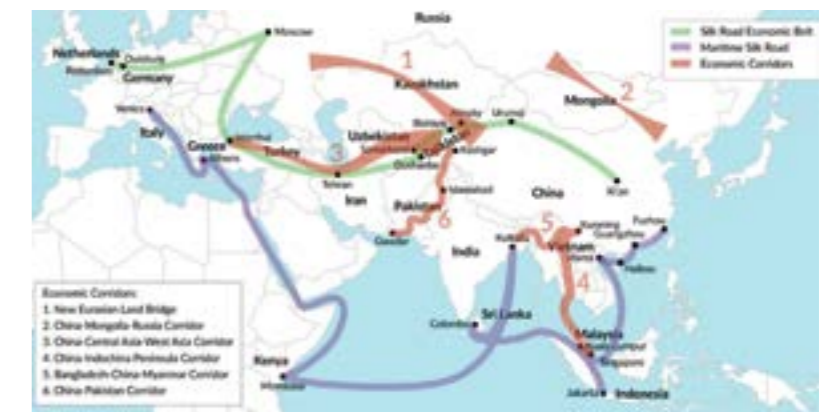 Russia
Moscow
Silk Road Economic Belt
Maritime Silk Road
Economic Corridors
Netherlands
Duisburg
Rotterdam
Germany
1
Kazakhstan
Mongolia
2
Venice
Italy
Almaty
Urumqi
Bishkek
Istanbul
Uzbekistan
Greece
Athens
Turkey
3
Samarkand
Kashgar
Dushanbe
Tehran
Iran
Islamabad
China
Xi'an
Pakistan
6
Gwadar
India
Kolkata
5
Kunming
Fuzhou
Guangzhou
Vietnam
Hanoi
Haikou
4
Economic Corridors:
1. New Eurasian Land Bridge
2. China-Mongolia-Russia Corridor
3. China-Central Asia-West Asia Corridor
4. China-Indochina Peninsula Corridor
5. Bangladesh-China-Myanmar Corridor
6. China-Pakistan Corridor
Colombo
Sri Lanka
Malaysia
Kuala Lumpur
Singapore
Kenya
Mombasa
Jakarta
Indonesia